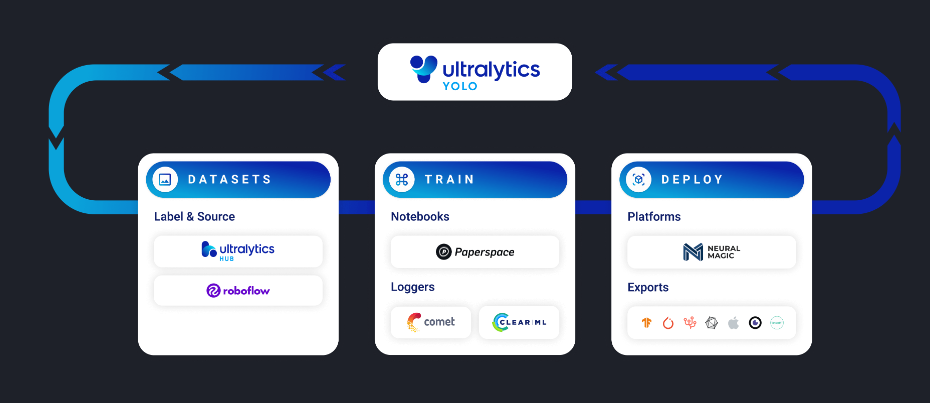 ultralytics
YOLO
DATASETS
Label & Source
ultralytics
HUB
roboflow
TRAIN
Notebooks
Paperspace
Loggers
comet
CLEAR|ML
DEPLOY
Platforms
NEURAL
MAGIC
Exports